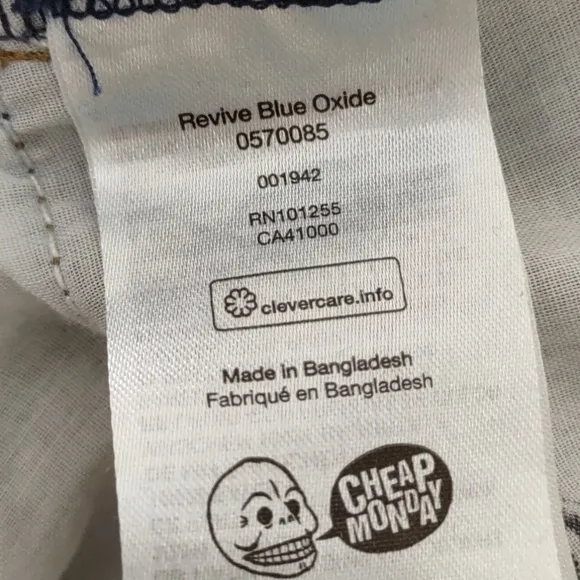 Revive Blue Oxide
0570085
001942
RN101255
CA41000
clevercare.info
Made in Bangladesh
Fabriqué en Bangladesh
CHEAP
MONDAY